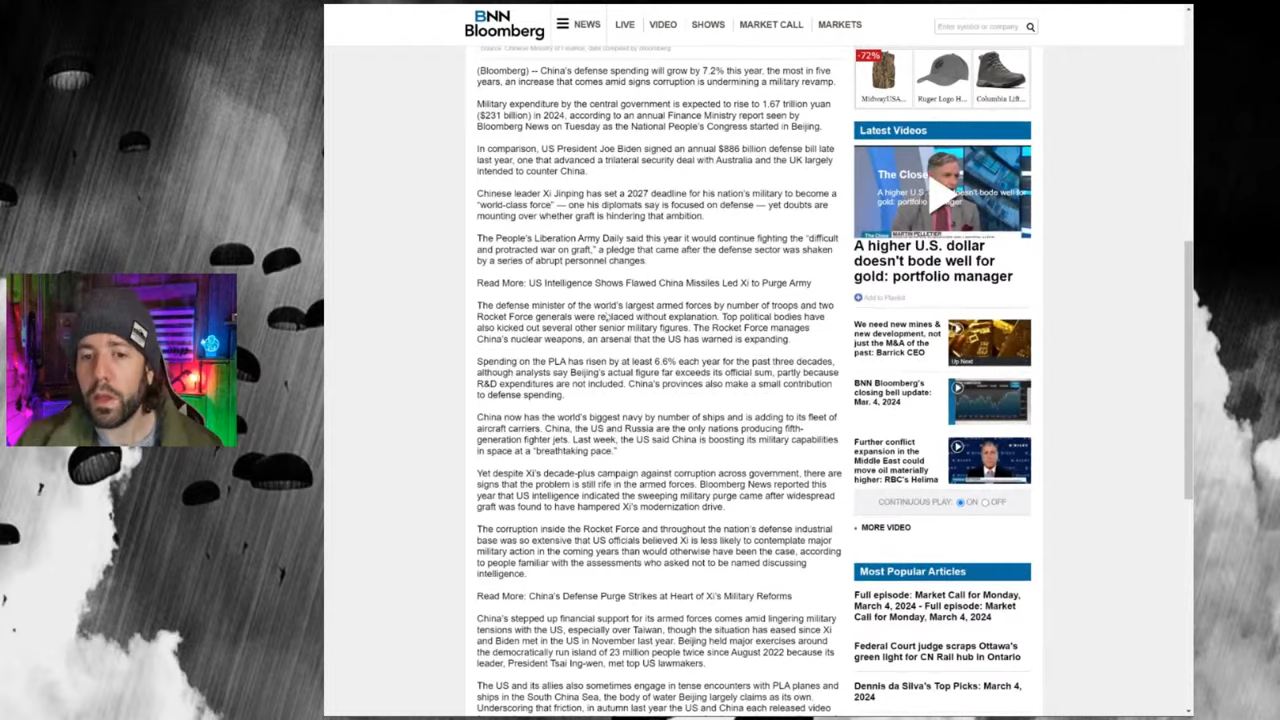 BNN
Bloomberg
NEWS
LIVE
VIDEO
SHOWS
MARKET CALL
MARKETS
Enter symbol or company
Source: Chinese Ministry of Finance, data compiled by Bloomberg
(Bloomberg) -- China's defense spending will grow by 7.2% this year, the most in five
years, an increase that comes amid signs corruption is undermining a military revamp.
Military expenditure by the central government is expected to rise to 1.67 trillion yuan
($231 billion) in 2024, according to an annual Finance Ministry report seen by
Bloomberg News on Tuesday as the National People's Congress started in Beijing.
In comparison, US President Joe Biden signed an annual $886 billion defense bill late
last year, one that advanced a trilateral security deal with Australia and the UK largely
intended to counter China.
Chinese leader Xi Jinping has set a 2027 deadline for his nation's military to become a
“world-class force” — one his diplomats say is focused on defense — yet doubts are
mounting over whether graft is hindering that ambition.
The People's Liberation Army Daily said this year it would continue fighting the “difficult
and protracted war on graft,” a pledge that came after the defense sector was shaken
by a series of abrupt personnel changes.
Read More: US Intelligence Shows Flawed China Missiles Led Xi to Purge Army
The defense minister of the world's largest armed forces by number of troops and two
Rocket Force generals were replaced without explanation. Top political bodies have
also kicked out several other senior military figures. The Rocket Force manages
China's nuclear weapons, an arsenal that the US has warned is expanding.
Spending on the PLA has risen by at least 6.6% each year for the past three decades,
although analysts say Beijing's actual figure far exceeds its official sum, partly because
R&D expenditures are not included. China's provinces also make a small contribution
to defense spending.
China now has the world's biggest navy by number of ships and is adding to its fleet of
aircraft carriers. China, the US and Russia are the only nations producing fifth-
generation fighter jets. Last week, the US said China is boosting its military capabilities
in space at a “breathtaking pace.”
Yet despite Xi's decade-plus campaign against corruption across government, there are
signs that the problem is still rife in the armed forces. Bloomberg News reported this
year that US intelligence indicated the sweeping military purge came after widespread
graft was found to have hampered Xi's modernization drive.
The corruption inside the Rocket Force and throughout the nation's defense industrial
base was so extensive that US officials believed Xi is less likely to contemplate major
military action in the coming years than would otherwise have been the case, according
to people familiar with the assessments who asked not to be named discussing
intelligence.
Read More: China's Defense Purge Strikes at Heart of Xi's Military Reforms
China's stepped up financial support for its armed forces comes amid lingering military
tensions with the US, especially over Taiwan, though the situation has eased since Xi
and Biden met in the US in November last year. Beijing held major exercises around
the democratically run island of 23 million people twice since August 2022 because its
leader, President Tsai Ing-wen, met top US lawmakers.
The US and its allies also sometimes engage in tense encounters with PLA planes and
ships in the South China Sea, the body of water Beijing largely claims as its own.
Underscoring that friction, in autumn last year the US and China each released video
-72%
MidwayUSA...
Ruger Logo H...
Columbia Lift...
Latest Videos
The Close
A higher U.S. doesn't bode well for
gold: manager
The Close
MARTIN PELLETIER
A higher U.S. dollar
doesn't bode well for
gold: portfolio manager
Add to Playlist
We need new mines &
new development, not
just the M&A of the
past: Barrick CEO
Up Next
BNN Bloomberg's
closing bell update:
Mar. 4, 2024
Further conflict
expansion in the
Middle East could
move oil materially
higher: RBC's Helima
CONTINUOUS PLAY: ON OFF
MORE VIDEO
Most Popular Articles
Full episode: Market Call for Monday,
March 4, 2024 - Full episode: Market
Call for Monday, March 4, 2024
Federal Court judge scraps Ottawa's
green light for CN Rail hub in Ontario
Dennis da Silva's Top Picks: March 4,
2024